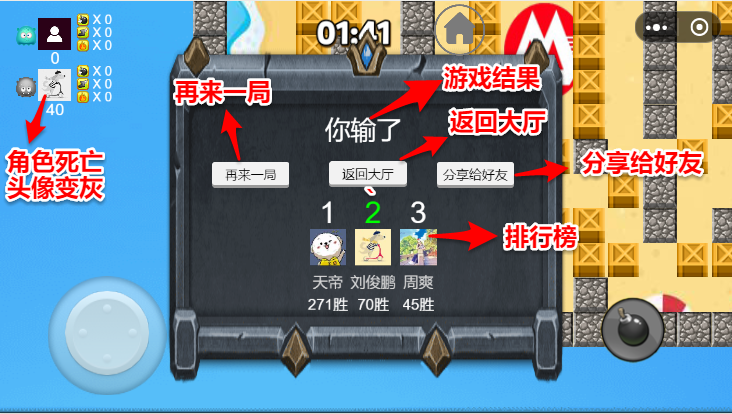 X 0
X 0
X 0
0
X 0
X 0
X 0
40
01:41
再来一局
游戏结果
返回大厅
你输了
角色死亡
头像变灰
分享给好友
再来一局
返回大厅
分享给好友
1 2 3
排行榜
天帝 刘俊鹏 周爽
271胜 70胜 45胜